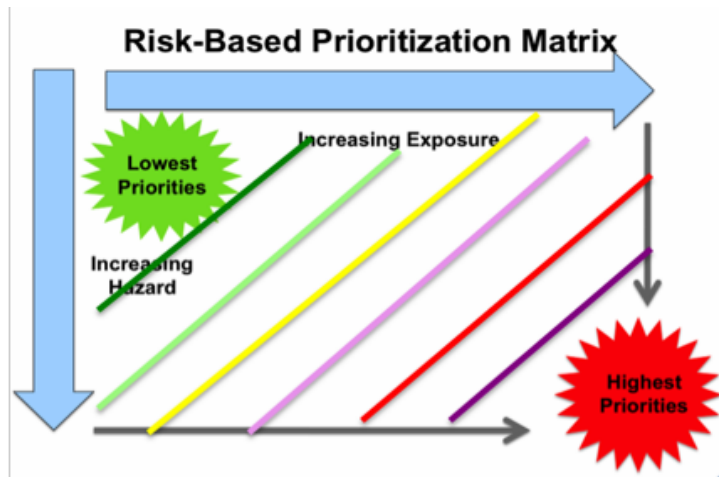 Risk-Based Prioritization Matrix
Increasing Exposure
Lowest
Priorities
Increasing
Hazard
Highest
Priorities